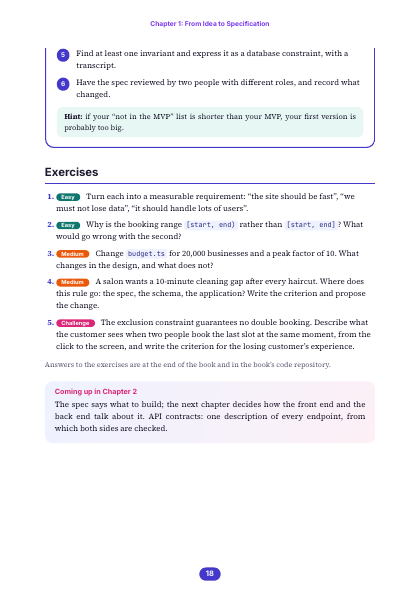 Chapter 1: From Idea to Specification
5 Find at least one invariant and express it as a database constraint, with a
transcript.
6 Have the spec reviewed by two people with different roles, and record what
changed.
Hint: if your “not in the MVP” list is shorter than your MVP, your first version is
probably too big.
Exercises
1. Easy Turn each into a measurable requirement: “the site should be fast”, “we
must not lose data”, “it should handle lots of users”.
2. Easy Why is the booking range [start, end) rather than [start, end]? What
would go wrong with the second?
3. Medium Change budget.ts for 20,000 businesses and a peak factor of 10. What
changes in the design, and what does not?
4. Medium A salon wants a 10-minute cleaning gap after every haircut. Where does
this rule go: the spec, the schema, the application? Write the criterion and propose
the change.
5. Challenge The exclusion constraint guarantees no double booking. Describe what
the customer sees when two people book the last slot at the same moment, from the
click to the screen, and write the criterion for the losing customer’s experience.
Answers to the exercises are at the end of the book and in the book’s code repository.
Coming up in Chapter 2
The spec says what to build; the next chapter decides how the front end and the
back end talk about it. API contracts: one description of every endpoint, from
which both sides are checked.
18